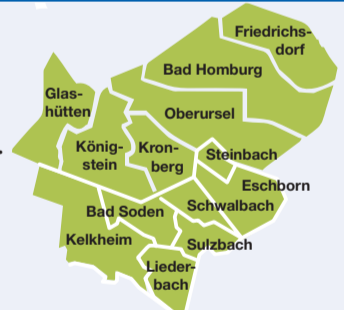 Friedrichs-
dorf
Bad Homburg
Glas-
hütten
Oberursel
König-
stein
Kron-
berg
Steinbach
Eschborn
Schwalbach
Bad Soden
Kelkheim
Sulzbach
Lieder-
bach